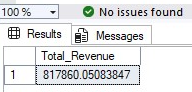 100 %
No issues found
Results Messages
Total_Revenue
1 817860.05083847